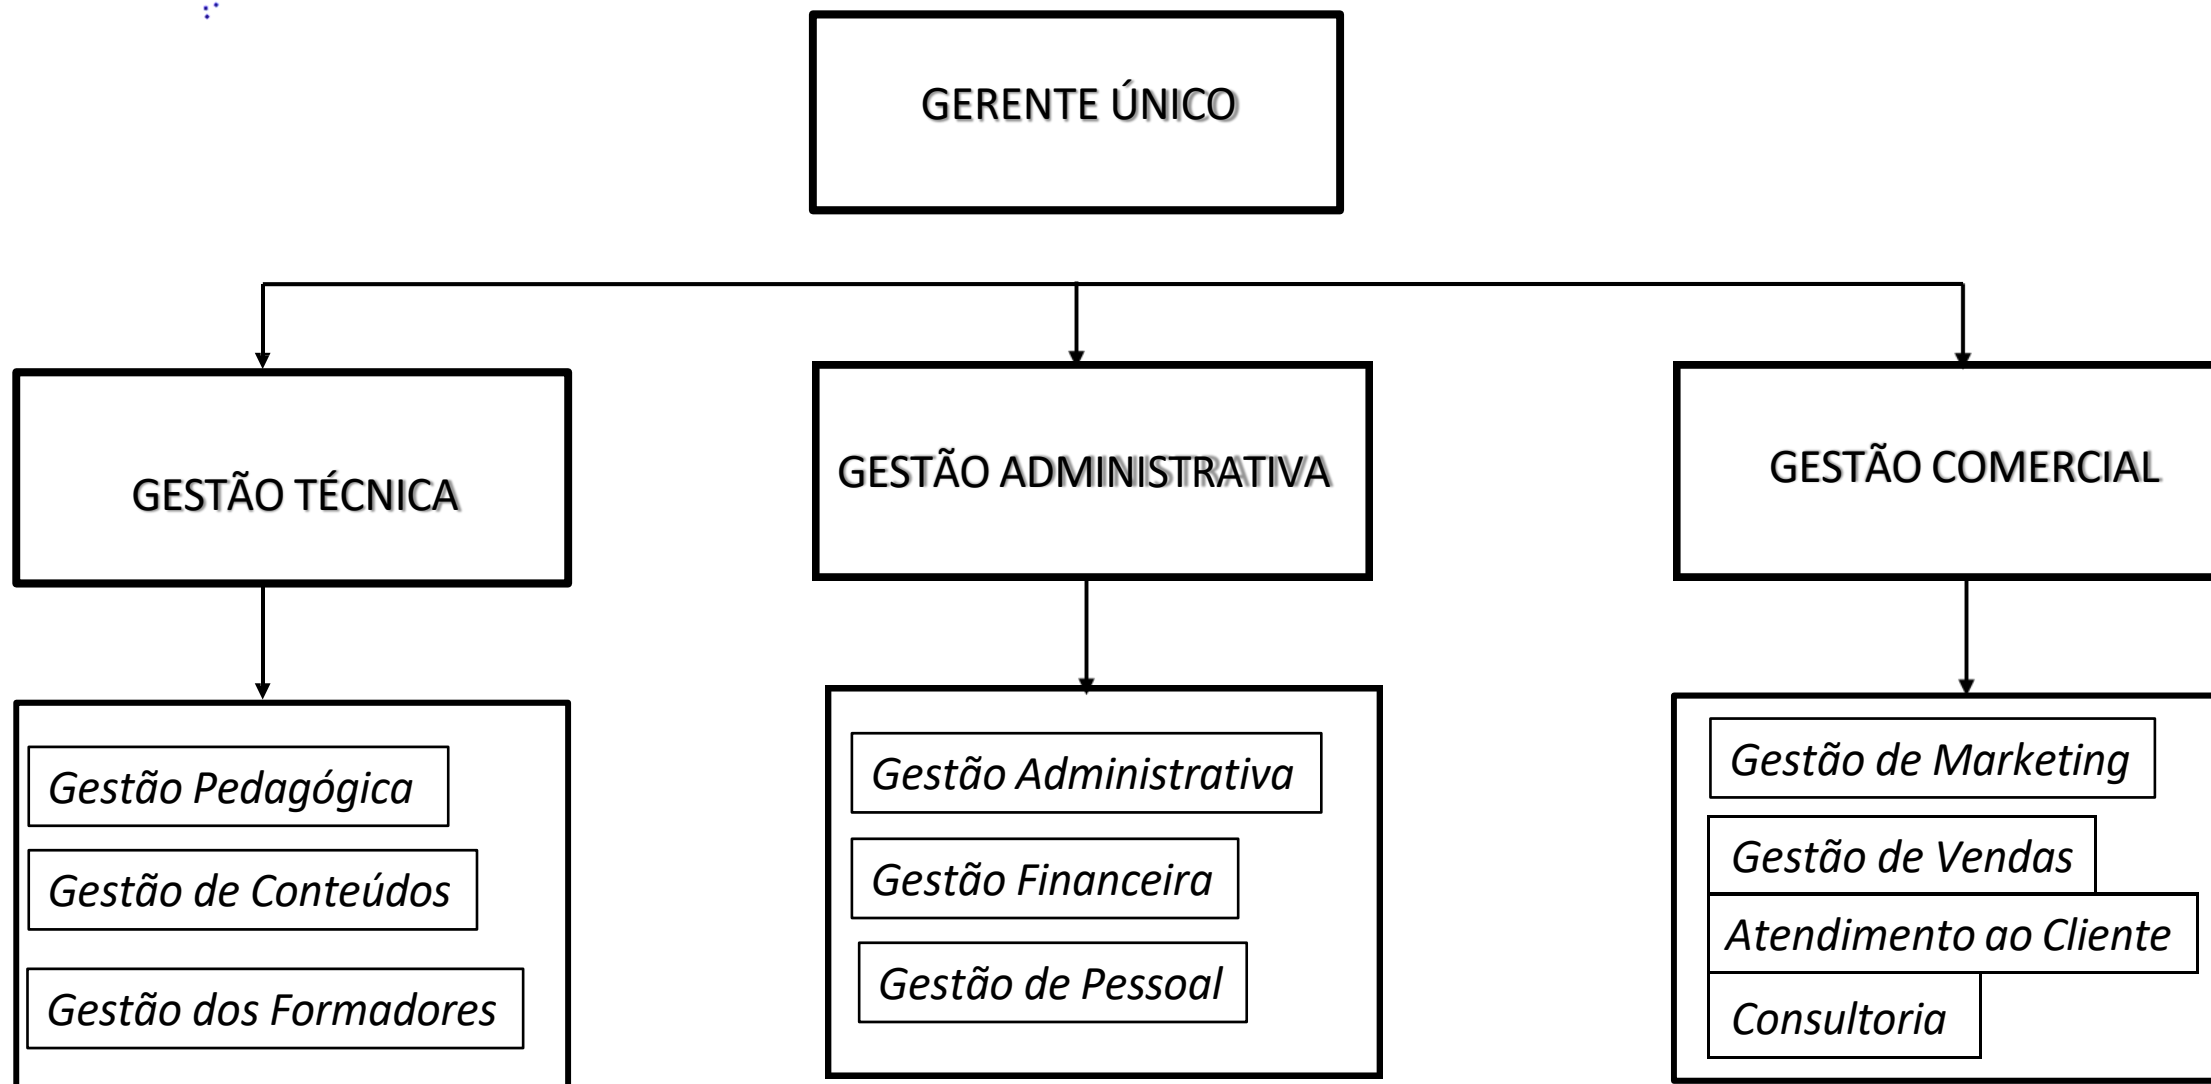 GERENTE ÚNICO
GESTÃO TÉCNICA
GESTÃO ADMINISTRATIVA
GESTÃO COMERCIAL
Gestão Pedagógica
Gestão de Conteúdos
Gestão dos Formadores
Gestão Administrativa
Gestão Financeira
Gestão de Pessoal
Gestão de Marketing
Gestão de Vendas
Atendimento ao Cliente
Consultoria